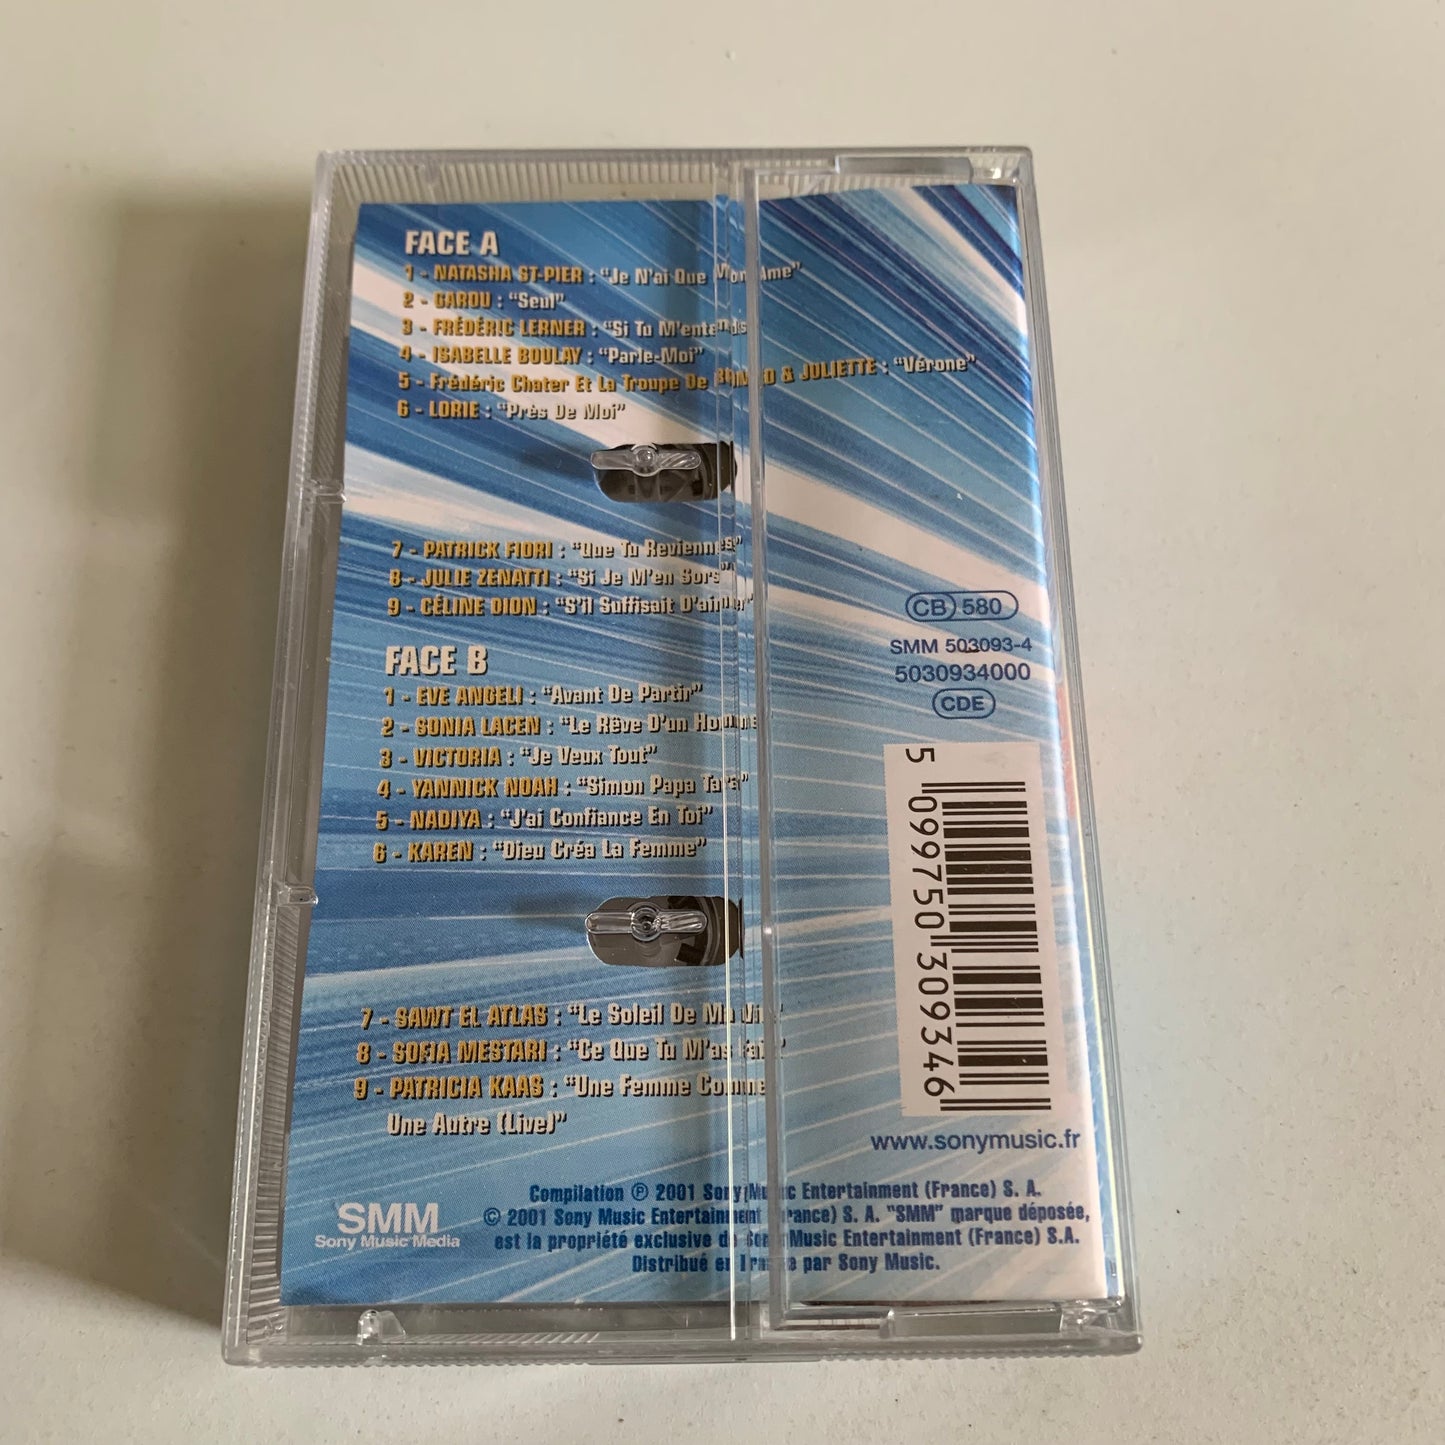 FACE A
1 - NATASHA ST-PIER : "Je N'ai Que Mon Ame"
2 - GAROU : "Seul"
3 - FRÉDÉRIC LERNER : "Si Tu M'entends
4 - ISABELLE BOULAY : "Parle-Moi"
5 - Frédéric Chater Et La Troupe De ROMEO & JULIETTE : "Vérone"
6 - LORIE : "Près De Moi"
7 - PATRICK FIORI : "Que Tu Reviennes"
8 - JULIE ZENATTI : "Si Je M'en Sors"
9 - CÉLINE DION : "S'il Suffisait D'aimer"
FACE B
1 - EVE ANGELI : "Avant De Partir"
2 - SONIA LACEN : "Le Rêve D'un Homme
3 - VICTORIA : "Je Veux Tout"
4 - YANNICK NOAH : "Simon Papa Tara"
5 - NADIYA : "J'ai Confiance En Toi"
6 - KAREN : "Dieu Créa La Femme"
7 - SAWT EL ATLAS : "Le Soleil De Ma Vie"
8 - SOFIA MESTARI : "Ce Que Tu M'as Fait"
9 - PATRICIA KAAS : "Une Femme Comme
Une Autre (Live)"
CB 580
SMM 503093-4
5030934000
CDE
5 099750 309346
www.sonymusic.fr
SMM
Sony Music Media
Compilation ℗ 2001 Sony Music Entertainment (France) S. A.
© 2001 Sony Music Entertainment (France) S. A. "SMM" marque déposée,
est la propriété exclusive de Sony Music Entertainment (France) S.A.
Distribué en France par Sony Music.